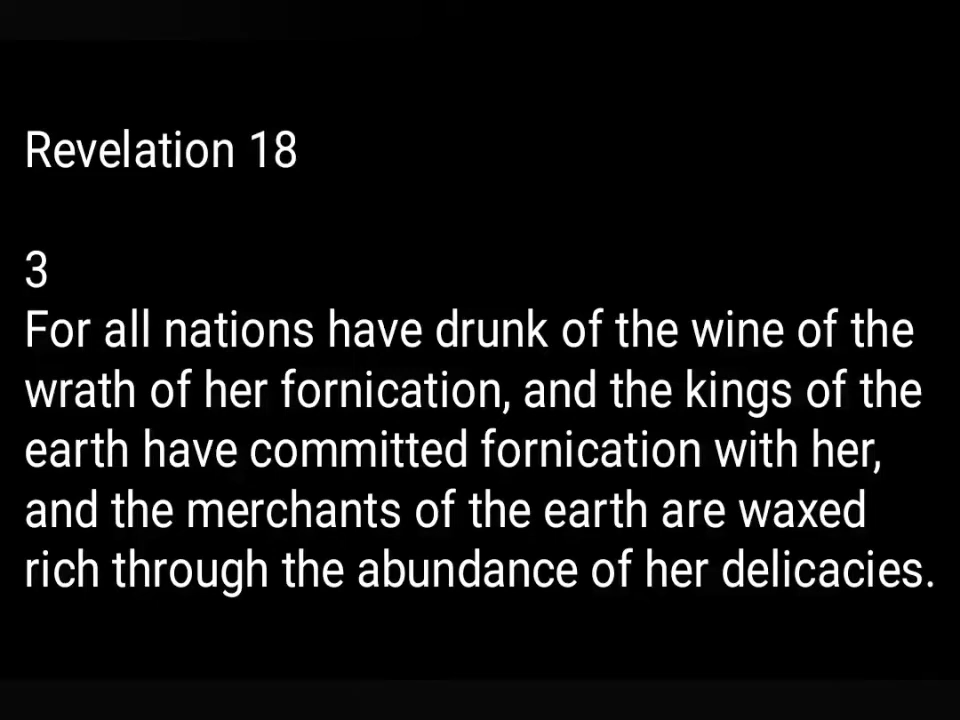 Revelation 18
3
For all nations have drunk of the wine of the
wrath of her fornication, and the kings of the
earth have committed fornication with her,
and the merchants of the earth are waxed
rich through the abundance of her delicacies.